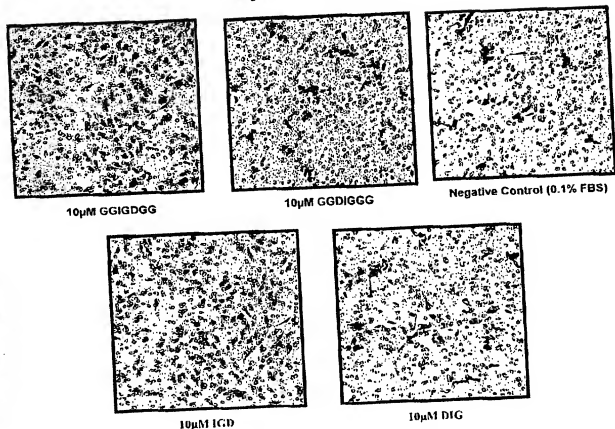 10µM GGIGDGG
10µM GGDIGGG
Negative Control (0.1% FBS)
10µM IGD
10µM DIG